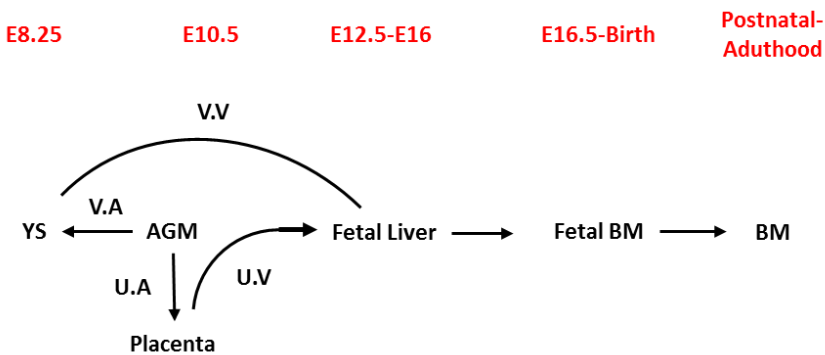 E8.25 E10.5 E12.5-E16 E16.5-Birth Postnatal-
Aduthood
V.V
V.A
YS AGM Fetal Liver Fetal BM BM
U.A U.V
Placenta